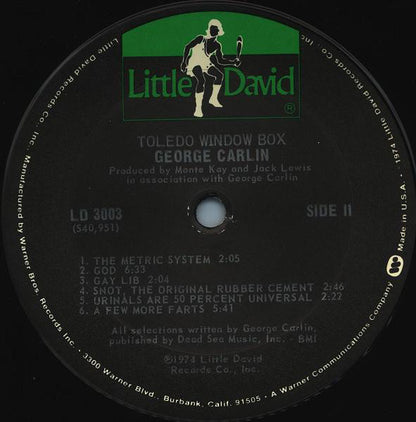 Little David®
TOLEDO WINDOW BOX
GEORGE CARLIN
Produced by Monte Kay and Jack Lewis
in association with George Carlin
LD 3003
(S40,951)
SIDE II
1. THE METRIC SYSTEM 2:05
2. GOD 6:33
3. GAY LIB 2:04
4. SNOT, THE ORIGINAL RUBBER CEMENT 2:46
5. URINALS ARE 50 PERCENT UNIVERSAL 2:22
6. A FEW MORE FARTS 5:41
All selections written by George Carlin,
published by Dead Sea Music, Inc. - BMI
℗1974 Little David
Records Co., Inc.
Little David Records Co., Inc. Manufactured by Warner Bros. Records Inc. • 3300 Warner Blvd., Burbank, Calif. 91505 • A Warner Communications Company Made in U.S.A. ©1974 Little David Records Co., Inc.